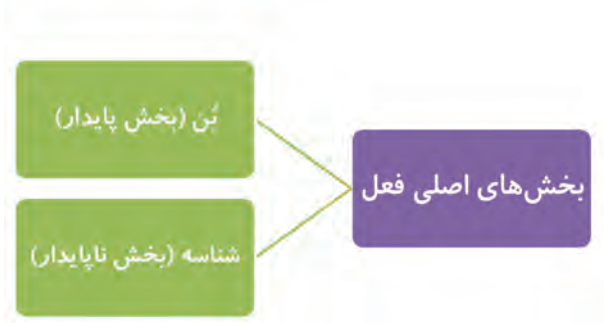 بخش‌های اصلی فعل
بُن (بخش پایدار)
شناسه (بخش ناپایدار)